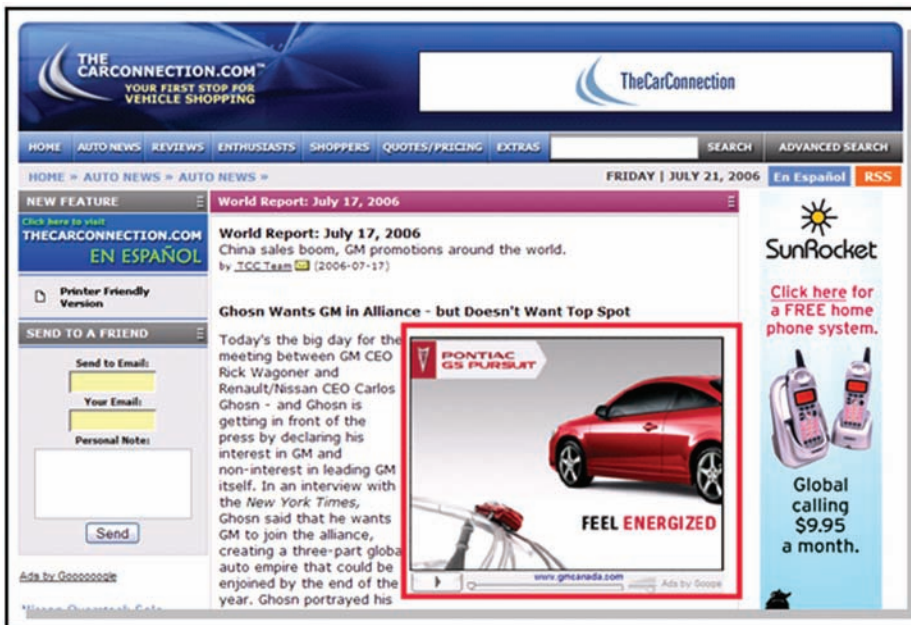 THE
CARCONNECTION.COM™
YOUR FIRST STOP FOR
VEHICLE SHOPPING
TheCarConnection
HOME AUTO NEWS REVIEWS ENTHUSIASTS SHOPPERS QUOTES/PRICING EXTRAS SEARCH ADVANCED SEARCH
HOME » AUTO NEWS » AUTO NEWS » FRIDAY | JULY 21, 2006 En Español RSS
NEW FEATURE
Click here to visit
THECARCONNECTION.COM
EN ESPAÑOL
Printer Friendly
Version
SEND TO A FRIEND
Send to Email:
Your Email:
Personal Note:
Send
Ads by Goooooogle
World Report: July 17, 2006
World Report: July 17, 2006
China sales boom, GM promotions around the world.
by TCC Team (2006-07-17)
Ghosn Wants GM in Alliance - but Doesn't Want Top Spot
Today's the big day for the
meeting between GM CEO
Rick Wagoner and
Renault/Nissan CEO Carlos
Ghosn - and Ghosn is
getting in front of the
press by declaring his
interest in GM and
non-interest in leading GM
itself. In an interview with
the New York Times,
Ghosn said that he wants
GM to join the alliance,
creating a three-part global
auto empire that could be
enjoined by the end of the
year. Ghosn portrayed his
PONTIAC
G5 PURSUIT
FEEL ENERGIZED
www.gmcanada.com
Ads by Google
SunRocket
Click here for
a FREE home
phone system.
Global
calling
$9.95
a month.